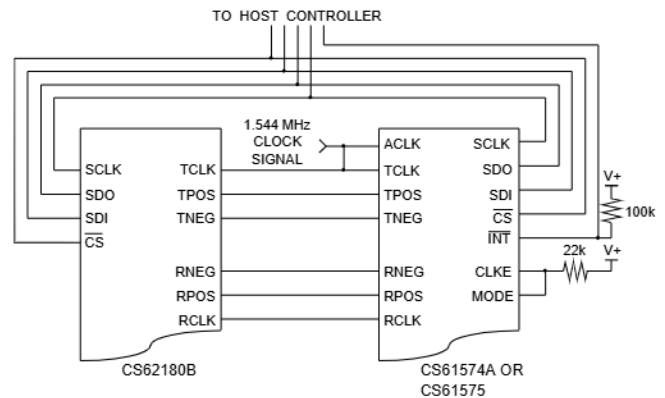 TO HOST CONTROLLER
1.544 MHz
CLOCK
SIGNAL
SCLK
SDO
SDI
CS
TCLK
TPOS
TNEG
RNEG
RPOS
RCLK
CS62180B
ACLK
TCLK
TPOS
TNEG
RNEG
RPOS
RCLK
SCLK
SDO
SDI
CS
INT
CLKE
MODE
CS61574A OR
CS61575
V+
100k
22k
V+